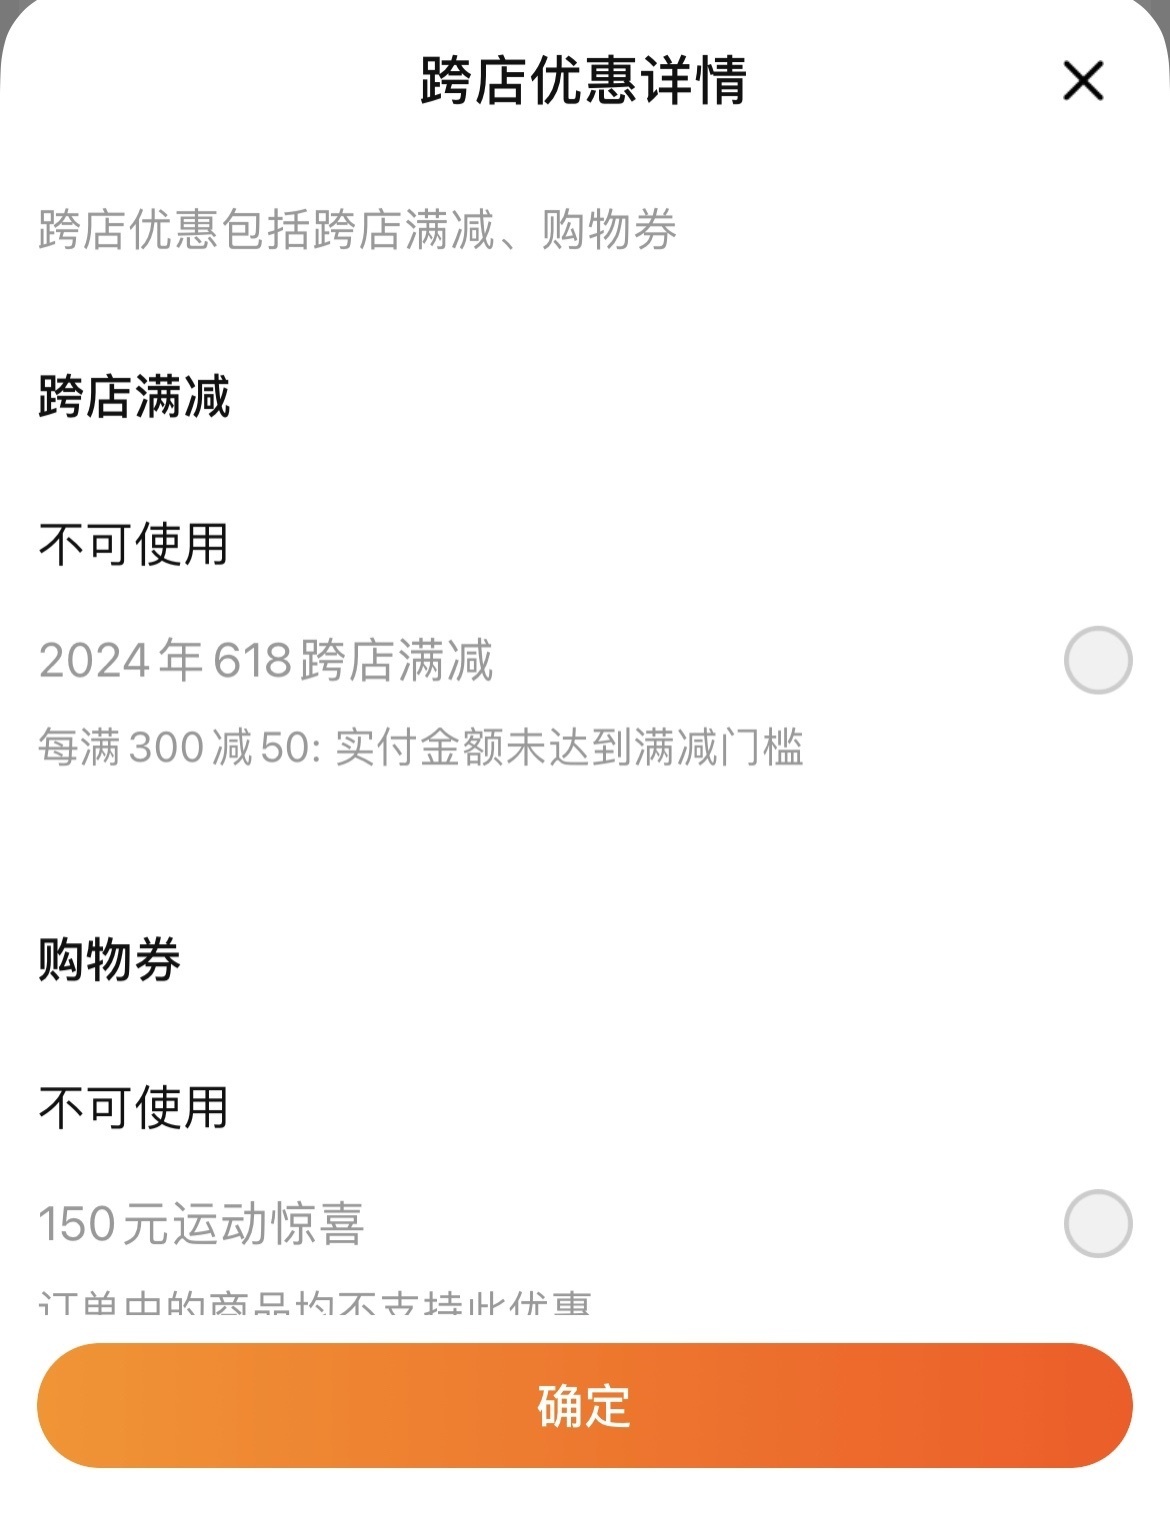 跨店优惠详情
跨店优惠包括跨店满减、购物券
跨店满减
不可使用
2024年618跨店满减
每满300减50: 实付金额未达到满减门槛
购物券
不可使用
150元运动惊喜
订单中的商品均不支持此优惠
确定